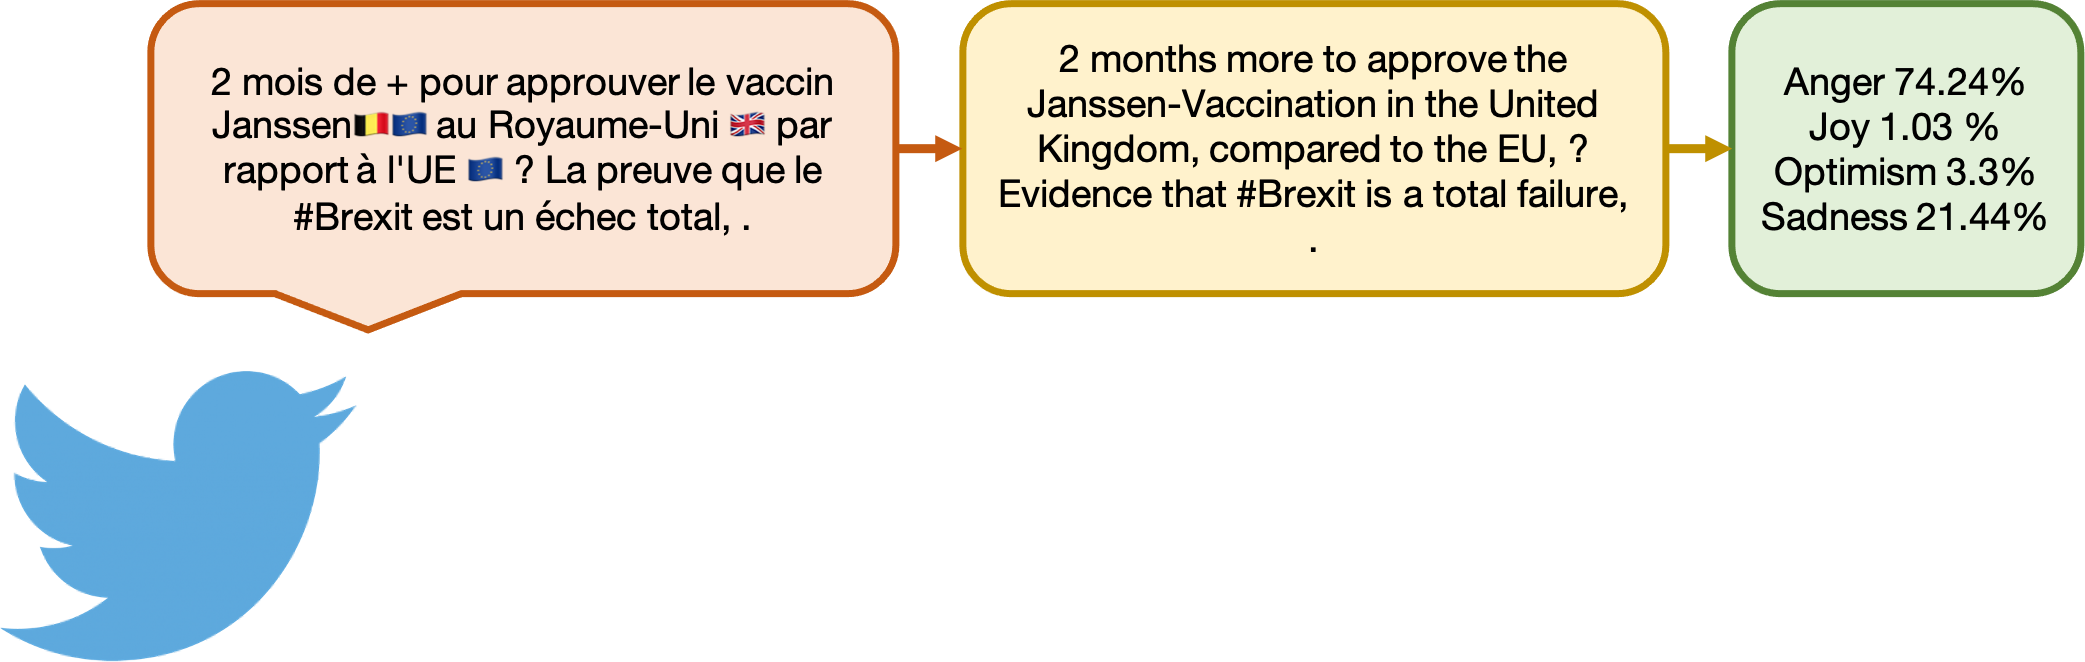 2 mois de + pour approuver le vaccin
Janssen🇧🇪🇪🇺 au Royaume-Uni 🇬🇧 par
rapport à l'UE 🇪🇺 ? La preuve que le
#Brexit est un échec total, .
2 months more to approve the
Janssen-Vaccination in the United
Kingdom, compared to the EU, ?
Evidence that #Brexit is a total failure,
.
Anger 74.24%
Joy 1.03 %
Optimism 3.3%
Sadness 21.44%